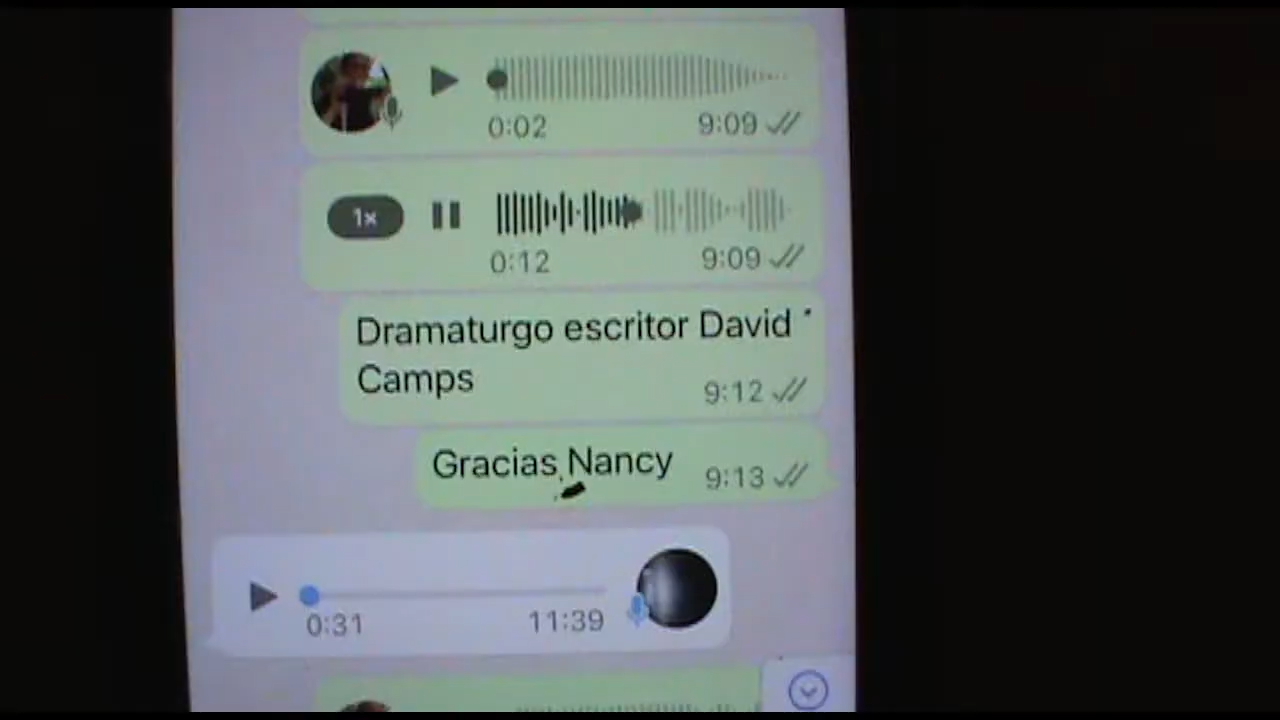 0:02 9:09
1x
0:12 9:09
Dramaturgo escritor David
Camps 9:12
Gracias Nancy 9:13
0:31 11:39